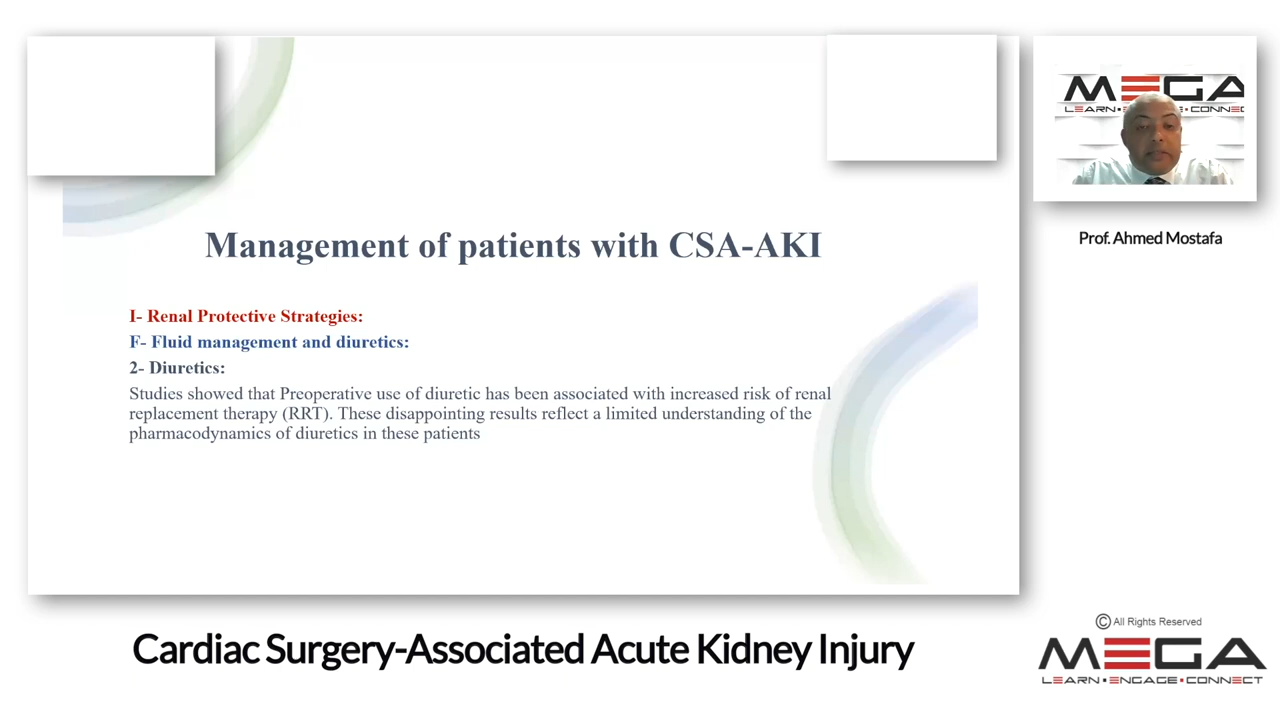 Management of patients with CSA-AKI
I- Renal Protective Strategies:
F- Fluid management and diuretics:
2- Diuretics:
Studies showed that Preoperative use of diuretic has been associated with increased risk of renal
replacement therapy (RRT). These disappointing results reflect a limited understanding of the
pharmacodynamics of diuretics in these patients
MEGA
Prof. Ahmed Mostafa
Cardiac Surgery-Associated Acute Kidney Injury
© All Rights Reserved
MEGA
LEARN ▪ ENGAGE ▪ CONNECT